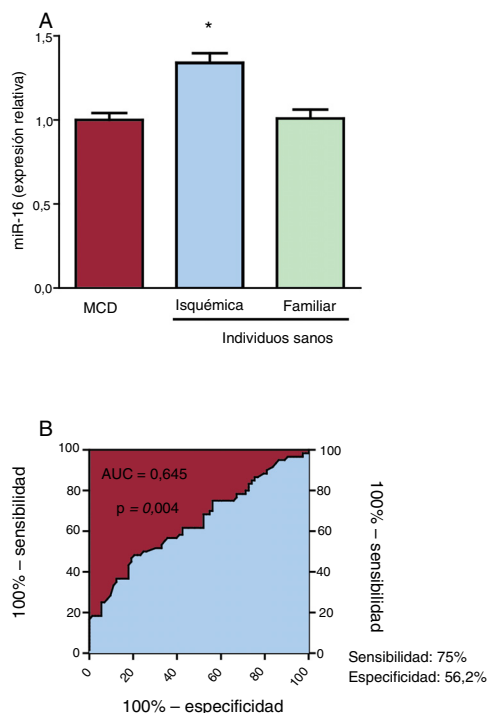 A
*
miR-16 (expresión relativa)
1,5
1,0
0,5
0,0
MCD
Isquémica
Familiar
Individuos sanos
B
100% – sensibilidad
100
80
60
40
20
0
AUC = 0,645
p = 0,004
100
80
60
40
20
0
100% – sensibilidad
0
20
40
60
80
100
100% – especificidad
Sensibilidad: 75%
Especificidad: 56,2%